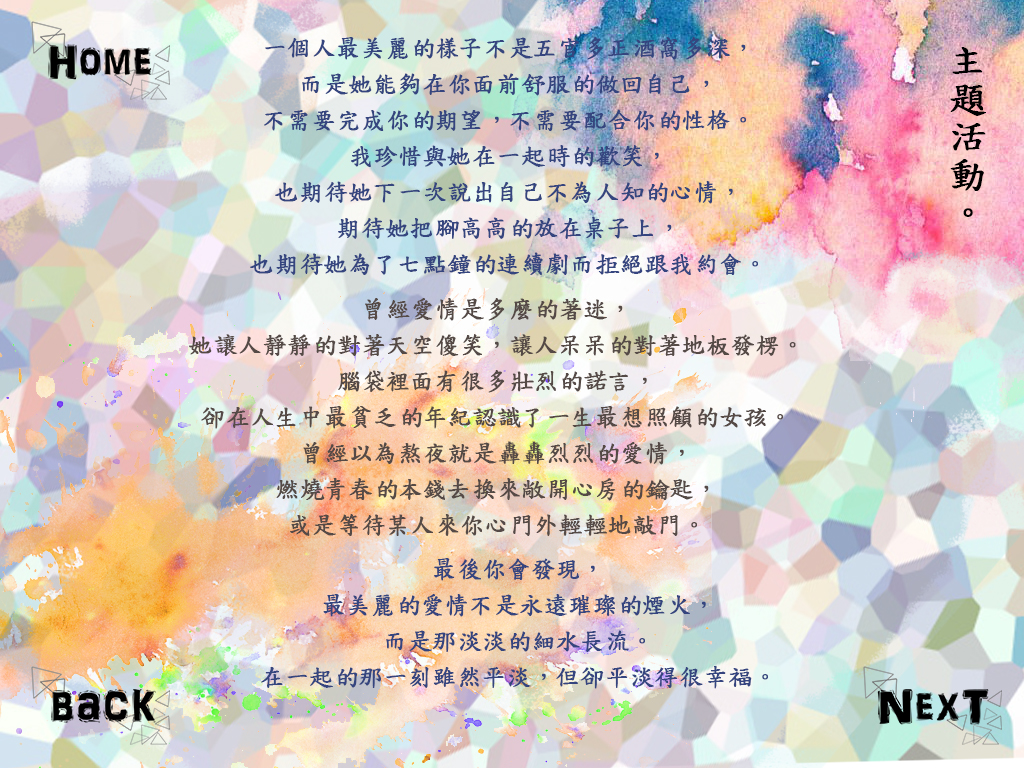 HOME
主題活動。
一個人最美麗的樣子不是五官多正酒窩多深，
而是她能夠在你面前舒服的做回自己，
不需要完成你的期望，不需要配合你的性格。
我珍惜與她在一起時的歡笑，
也期待她下一次說出自己不為人知的心情，
期待她把腳高高的放在桌子上，
也期待她為了七點鐘的連續劇而拒絕跟我約會。
曾經愛情是多麼的著迷，
她讓人靜靜的對著天空傻笑，讓人呆呆的對著地板發楞。
腦袋裡面有很多壯烈的諾言，
卻在人生中最貧乏的年紀認識了一生最想照顧的女孩。
曾經以為熬夜就是轟轟烈烈的愛情，
燃燒青春的本錢去換來敞開心房的鑰匙，
或是等待某人來你心門外輕輕地敲門。
最後你會發現，
最美麗的愛情不是永遠璀璨的煙火，
而是那淡淡的細水長流。
在一起的那一刻雖然平淡，但卻平淡得很幸福。
BACK
NEXT